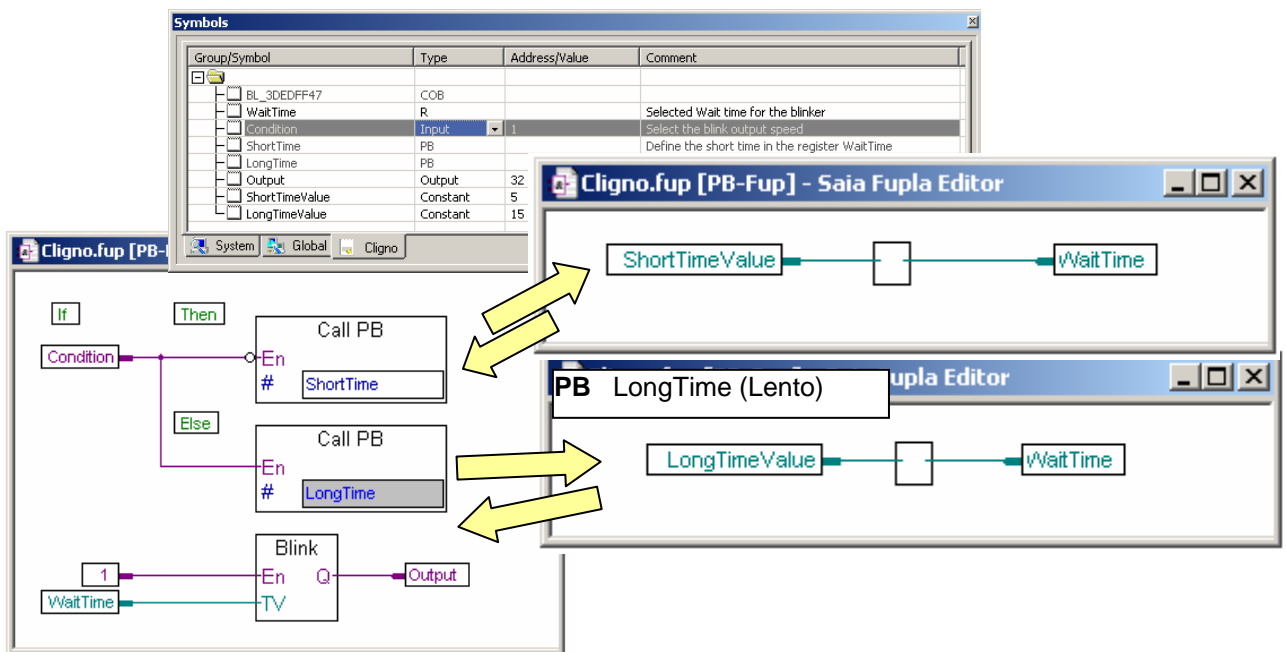 Symbols
Group/Symbol Type Address/Value Comment
BL_3DEDFF47 COB
WaitTime R Selected Wait time for the blinker
Condition Input 1 Select the blink output speed
ShortTime PB Define the short time in the register WaitTime
LongTime PB
Output Output 32
ShortTimeValue Constant 5
LongTimeValue Constant 15
System Global Cligno
Cligno.fup [PB-Fup] - Saia Fupla Editor
ShortTimeValue WaitTime
PB LongTime (Lento) upla Editor
LongTimeValue WaitTime
Cligno.fup [PB-
If Then
Call PB
Condition En
# ShortTime
Else
Call PB
En
# LongTime
Blink
1 En Q Output
WaitTime TV